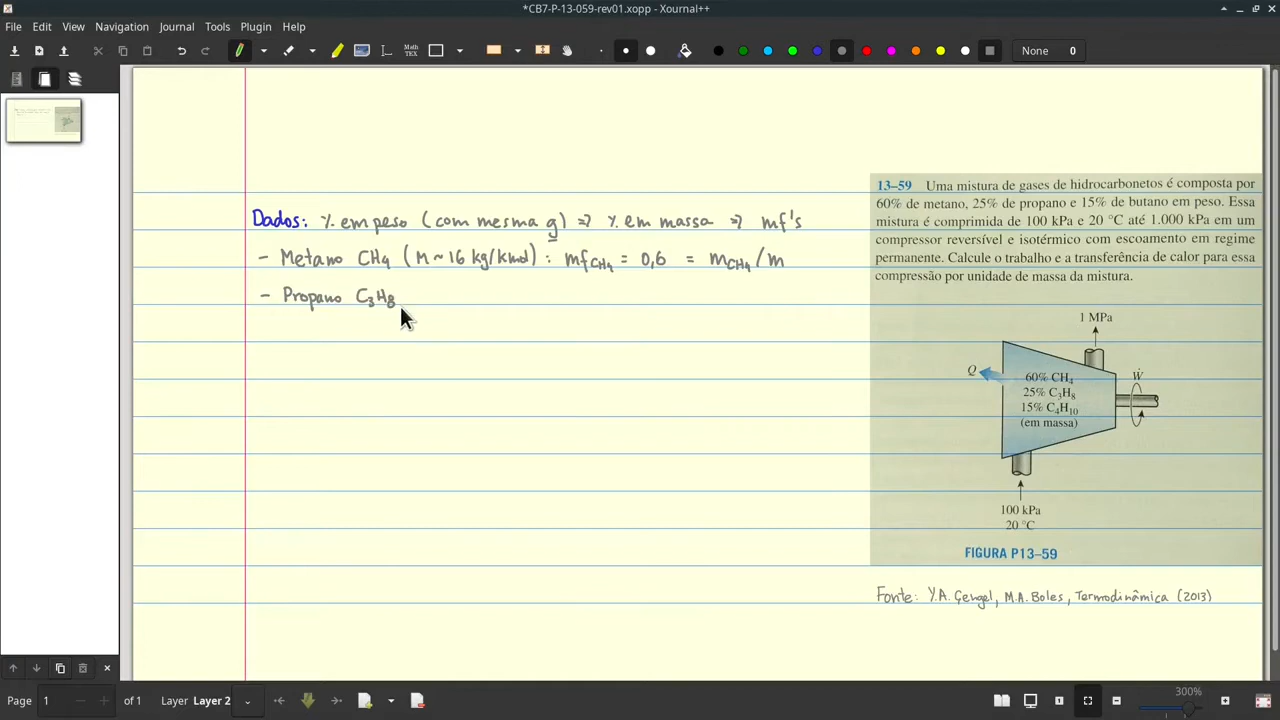 *CB7-P-13-059-rev01.xopp - Xournal++
File Edit View Navigation Journal Tools Plugin Help
Math TEX
None 0
Dados: % em peso (com mesma g) ⇒ % em massa ⇒ mf's
- Metano CH4 (M ~ 16 kg/kmol) : mfCH4 = 0,6 = mCH4/m
- Propano C3H8
13–59 Uma mistura de gases de hidrocarbonetos é composta por
60% de metano, 25% de propano e 15% de butano em peso. Essa
mistura é comprimida de 100 kPa e 20 °C até 1.000 kPa em um
compressor reversível e isotérmico com escoamento em regime
permanente. Calcule o trabalho e a transferência de calor para essa
compressão por unidade de massa da mistura.
1 MPa
Q
Ẇ
60% CH4
25% C3H8
15% C4H10
(em massa)
100 kPa
20 °C
FIGURA P13–59
Fonte: Y.A. Çengel, M.A. Boles, Termodinâmica (2013)
Page 1 of 1 Layer Layer 2 300%